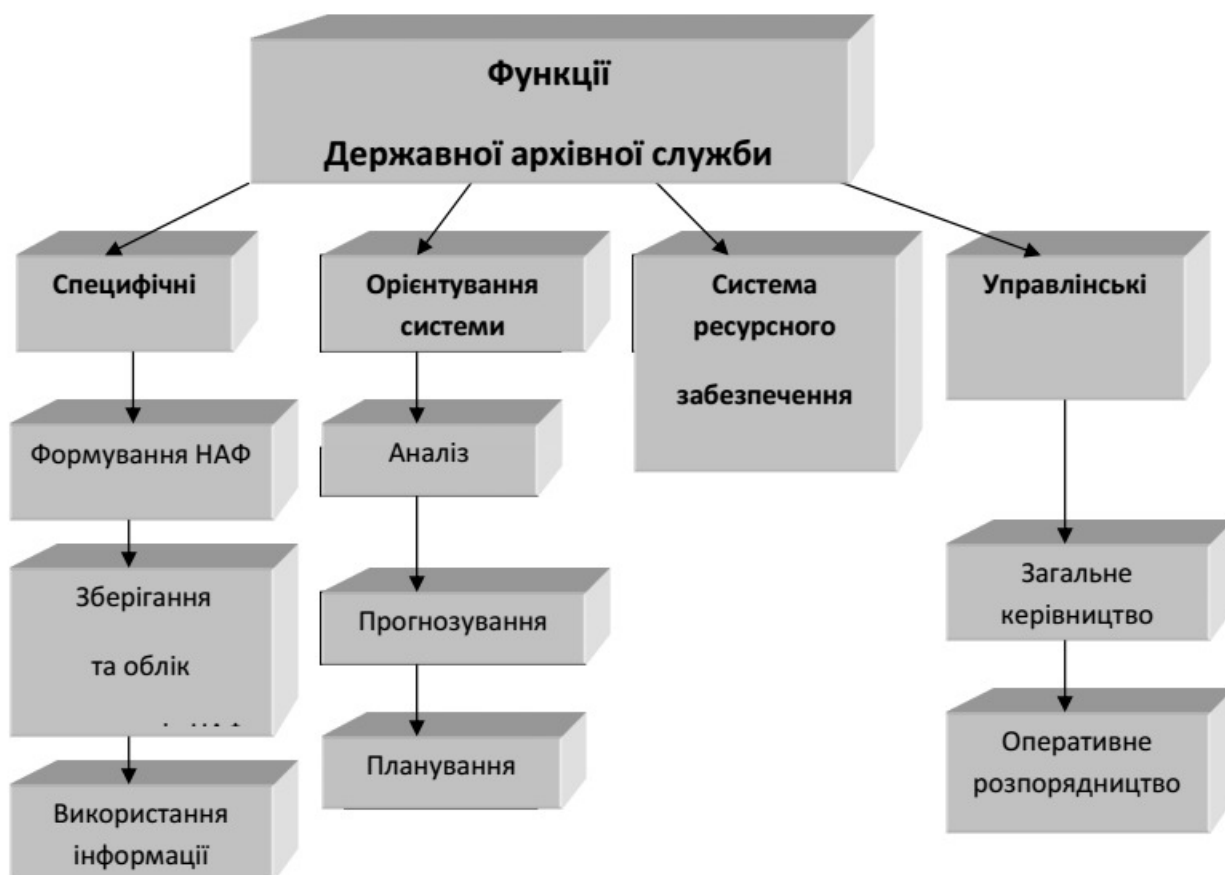 Функції
Державної архівної служби
Специфічні
Орієнтування
системи
Система
ресурсного
забезпечення
Управлінські
Формування НАФ
Зберігання
та облік
Використання
інформації
Аналіз
Прогнозування
Планування
Загальне
керівництво
Оперативне
розпорядництво